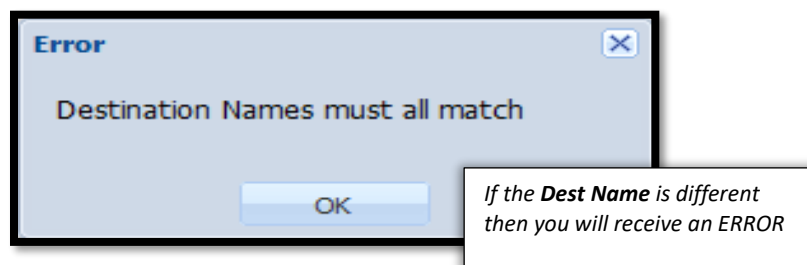 Error
Destination Names must all match
OK
If the Dest Name is different
then you will receive an ERROR